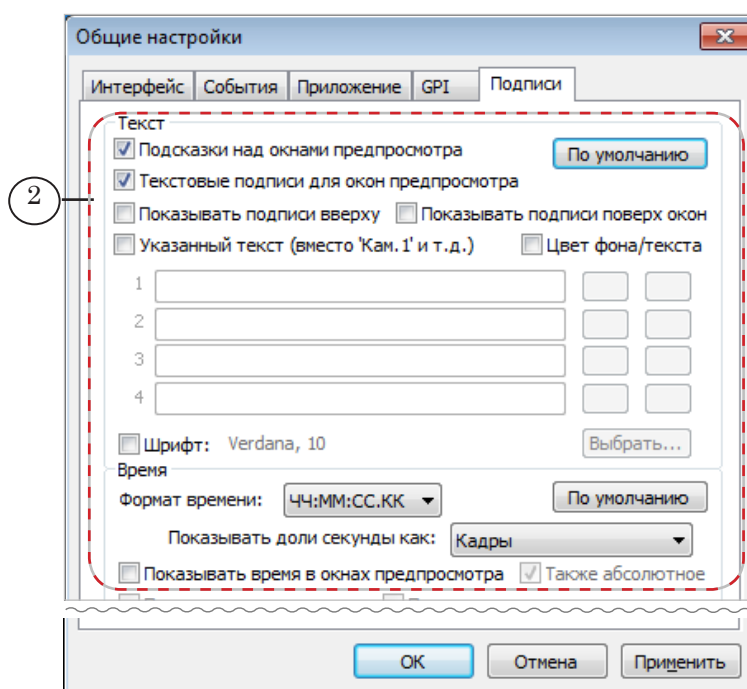 Общие настройки
Интерфейс События Приложение GPI Подписи
Текст
Подсказки над окнами предпросмотра По умолчанию
2
Текстовые подписи для окон предпросмотра
Показывать подписи вверху Показывать подписи поверх окон
Указанный текст (вместо 'Кам.1' и т.д.) Цвет фона/текста
1
2
3
4
Шрифт: Verdana, 10 Выбрать...
Время
Формат времени: ЧЧ:ММ:СС.КК По умолчанию
Показывать доли секунды как: Кадры
Показывать время в окнах предпросмотра Также абсолютное
ОК Отмена Применить